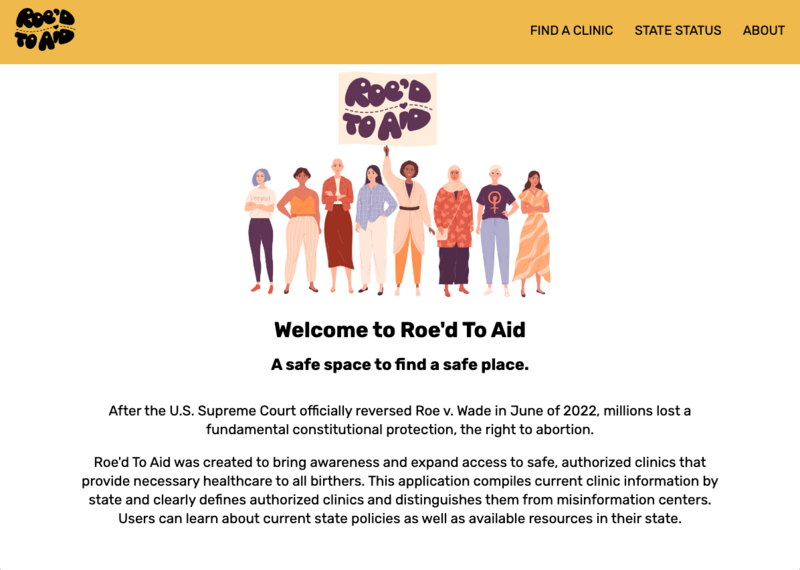 Roe'D
To AiD
FIND A CLINIC
STATE STATUS
ABOUT
Roe'D
To AiD
Welcome to Roe'd To Aid
A safe space to find a safe place.
After the U.S. Supreme Court officially reversed Roe v. Wade in June of 2022, millions lost a
fundamental constitutional protection, the right to abortion.
Roe'd To Aid was created to bring awareness and expand access to safe, authorized clinics that
provide necessary healthcare to all birthers. This application compiles current clinic information by
state and clearly defines authorized clinics and distinguishes them from misinformation centers.
Users can learn about current state policies as well as available resources in their state.